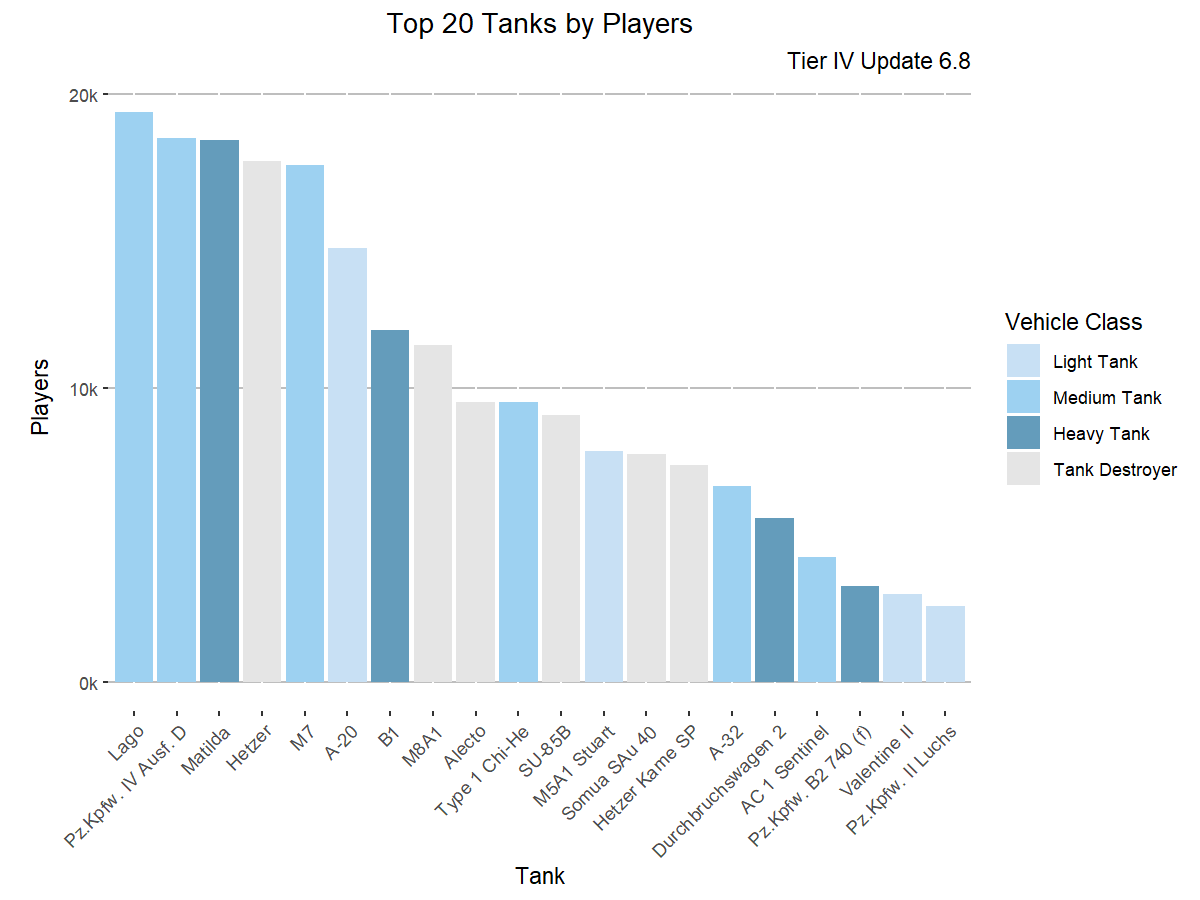 Top 20 Tanks by Players
Tier IV Update 6.8
20k
10k
0k
Players
Lago
Pz.Kpfw. IV Ausf. D
Matilda
Hetzer
M7
A-20
B1
M8A1
Alecto
Type 1 Chi-He
SU-85B
M5A1 Stuart
Somua SAu 40
Hetzer Kame SP
A-32
Durchbruchswagen 2
AC 1 Sentinel
Pz.Kpfw. B2 740 (f)
Valentine II
Pz.Kpfw. II Luchs
Tank
Vehicle Class
Light Tank
Medium Tank
Heavy Tank
Tank Destroyer